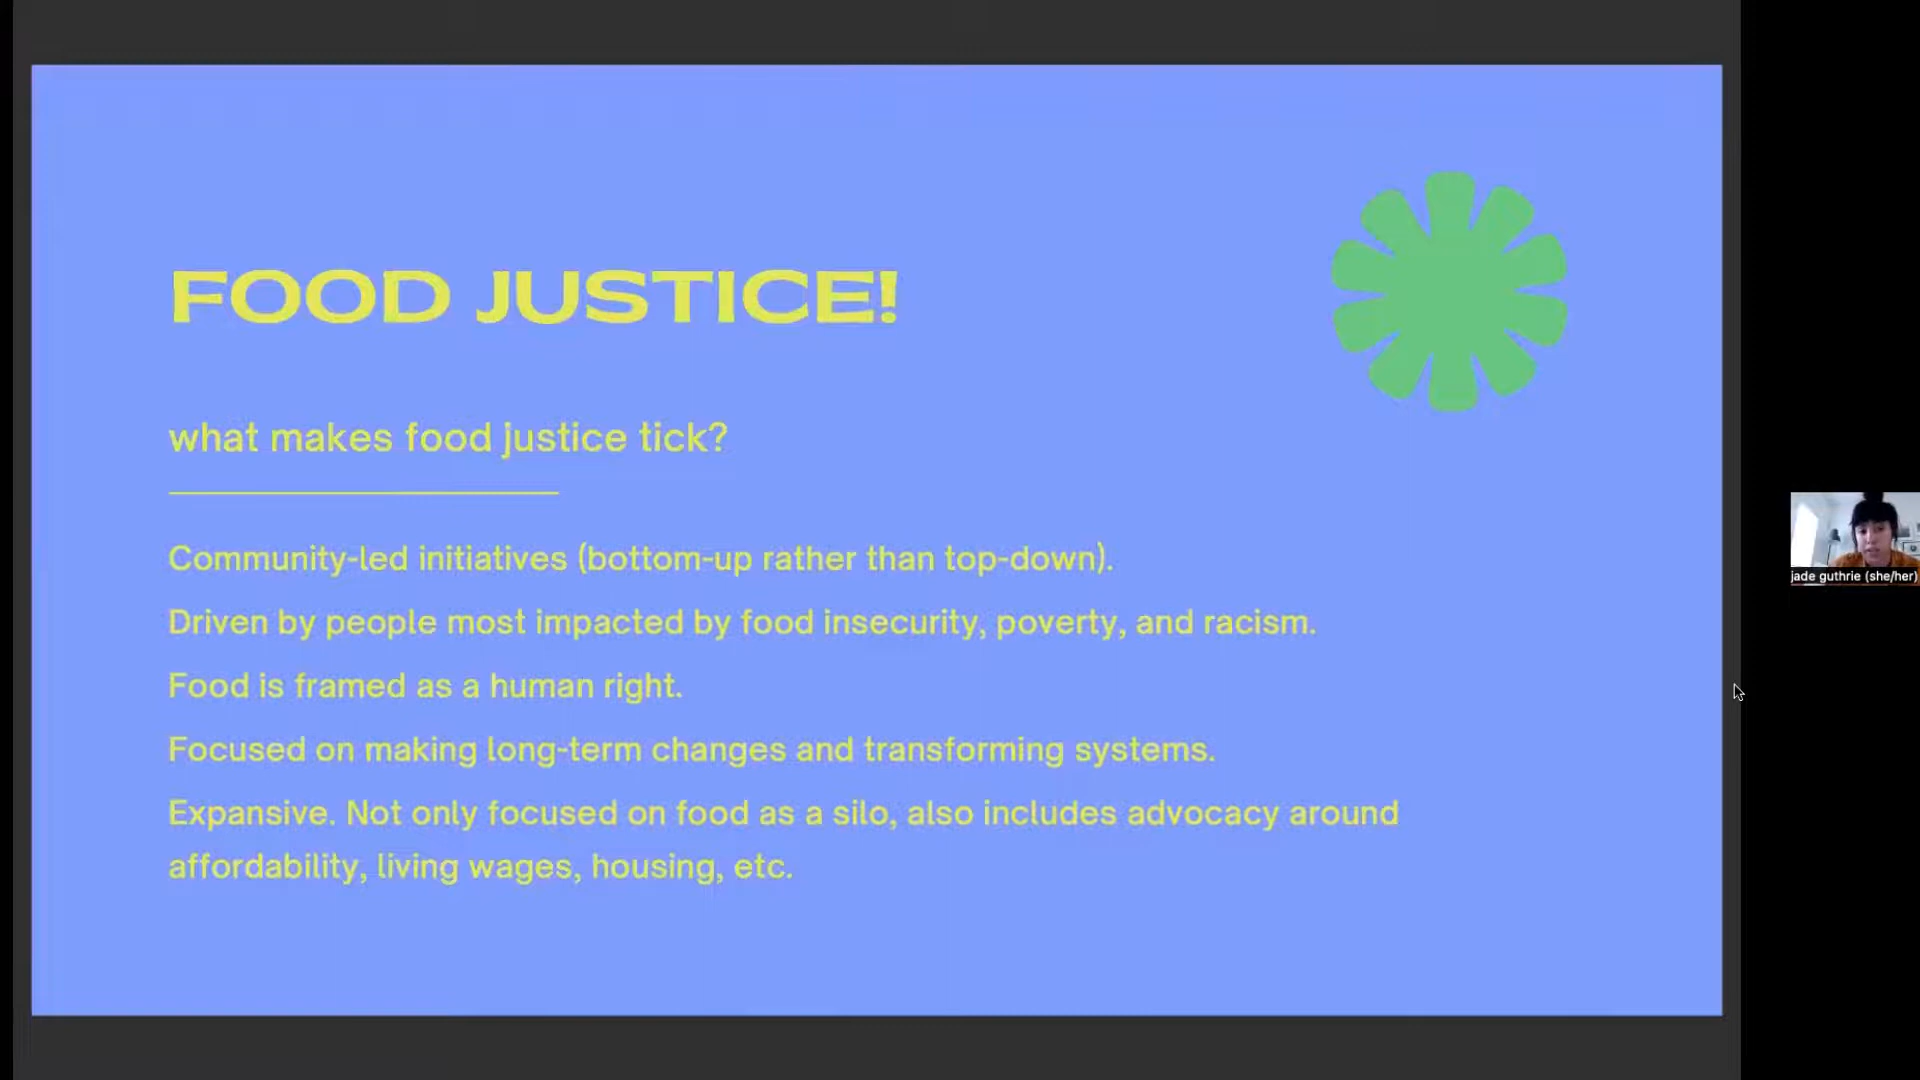 FOOD JUSTICE!
what makes food justice tick?
Community-led initiatives (bottom-up rather than top-down).
Driven by people most impacted by food insecurity, poverty, and racism.
Food is framed as a human right.
Focused on making long-term changes and transforming systems.
Expansive. Not only focused on food as a silo, also includes advocacy around
affordability, living wages, housing, etc.
jade guthrie (she/her)